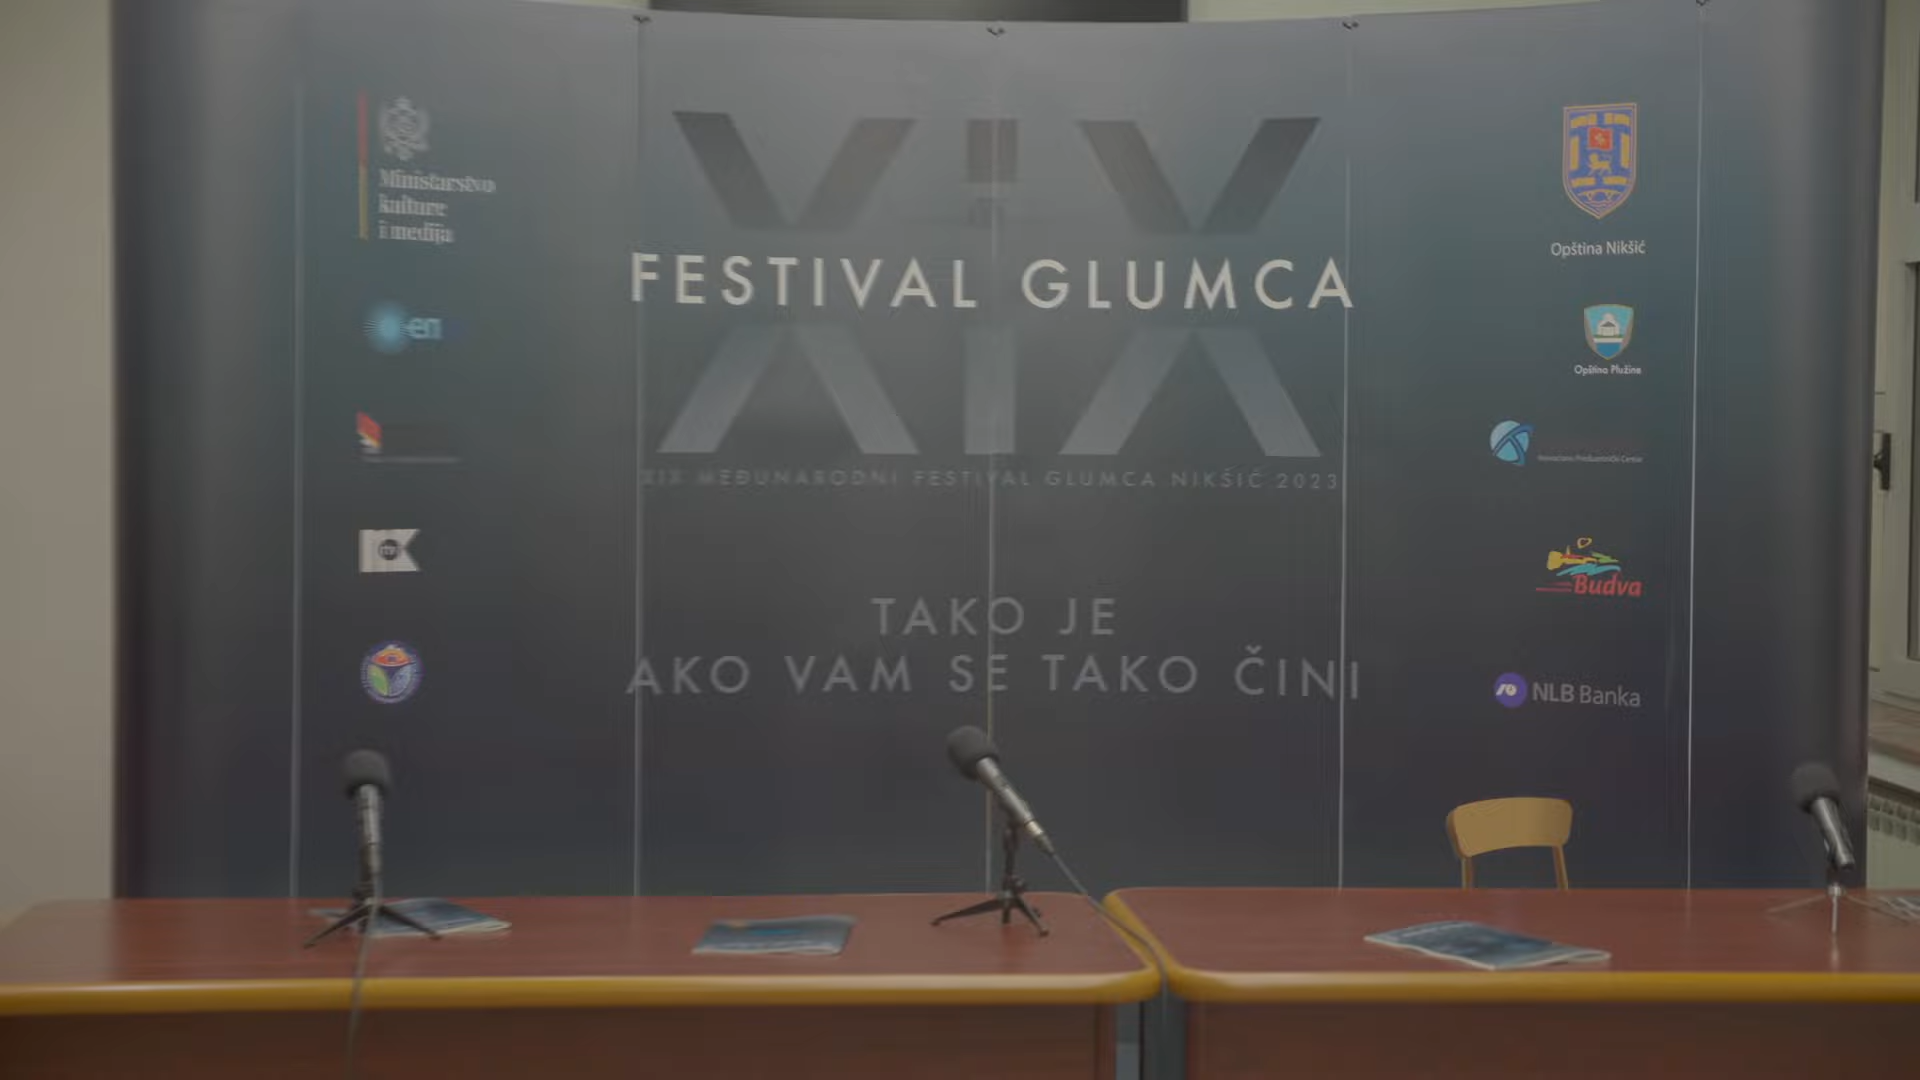 Ministarstvo
kulture
i medija
en
ITV
XIX
FESTIVAL GLUMCA
XIX MEĐUNARODNI FESTIVAL GLUMCA NIKŠIĆ 2023
TAKO JE
AKO VAM SE TAKO ČINI
Opština Nikšić
Opština Plužine
Budva
NLB Banka